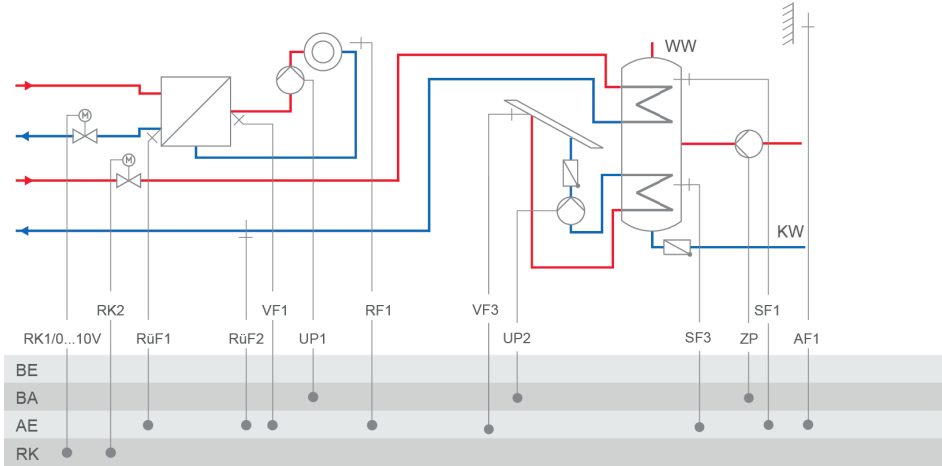 WW
M
M
KW
RK2
VF1
RF1
VF3
SF1
RK1/0...10V
RüF1
RüF2
UP1
UP2
SF3
ZP
AF1
BE
BA
AE
RK